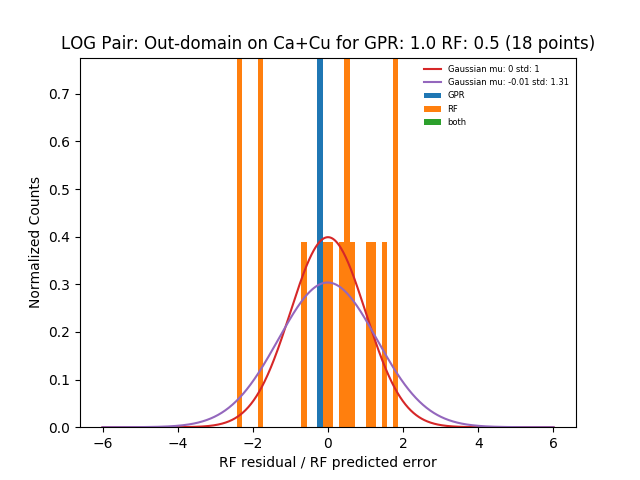 LOG Pair: Out-domain on Ca+Cu for GPR: 1.0 RF: 0.5 (18 points)
Gaussian mu: 0 std: 1
Gaussian mu: -0.01 std: 1.31
GPR
RF
both
0.7
0.6
0.5
0.4
0.3
0.2
0.1
0.0
Normalized Counts
−6
−4
−2
0
2
4
6
RF residual / RF predicted error